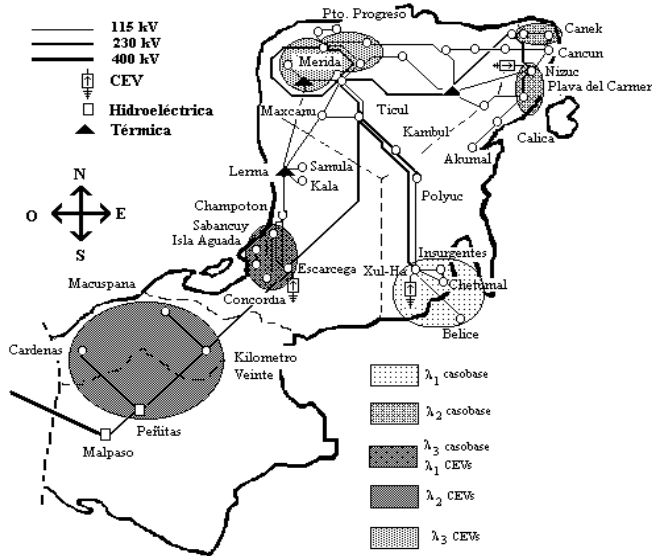 115 kV
230 kV
400 kV
CEV
Hidroeléctrica
Térmica
N
O E
S
Pto. Progreso
Canek
Cancun
Nizuc
Playa del Carmen
Merida
Maxcanu
Ticul
Kambul
Calica
Akumal
Lerma
Samula
Kala
Polyuc
Champoton
Sabancuy
Isla Aguada
Escarcega
Insurgentes
Xul-Ha
Chetumal
Macuspana
Concordia
Belice
Cardenas
Kilometro
Veinte
Peñitas
Malpaso
λ1 casobase
λ2 casobase
λ3 casobase
λ1 CEVs
λ2 CEVs
λ3 CEVs